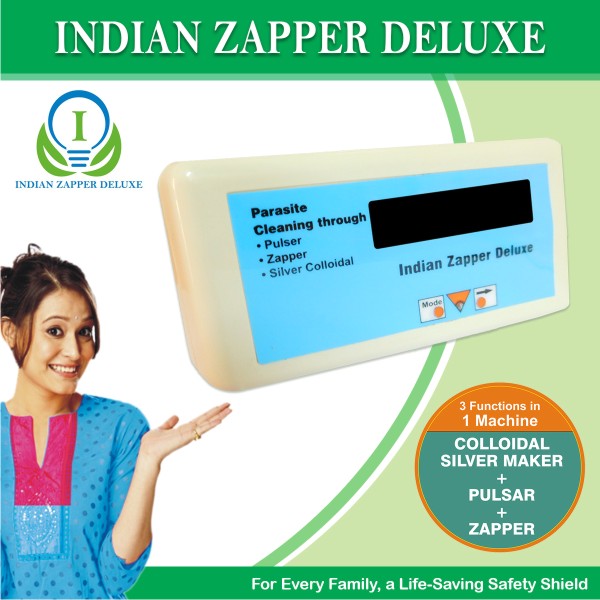 INDIAN ZAPPER DELUXE
I
INDIAN ZAPPER DELUXE
Parasite
Cleaning through
• Pulser
• Zapper
• Silver Colloidal
Indian Zapper Deluxe
Mode
3 Functions in
1 Machine
COLLOIDAL
SILVER MAKER
+
PULSAR
+
ZAPPER
For Every Family, a Life-Saving Safety Shield